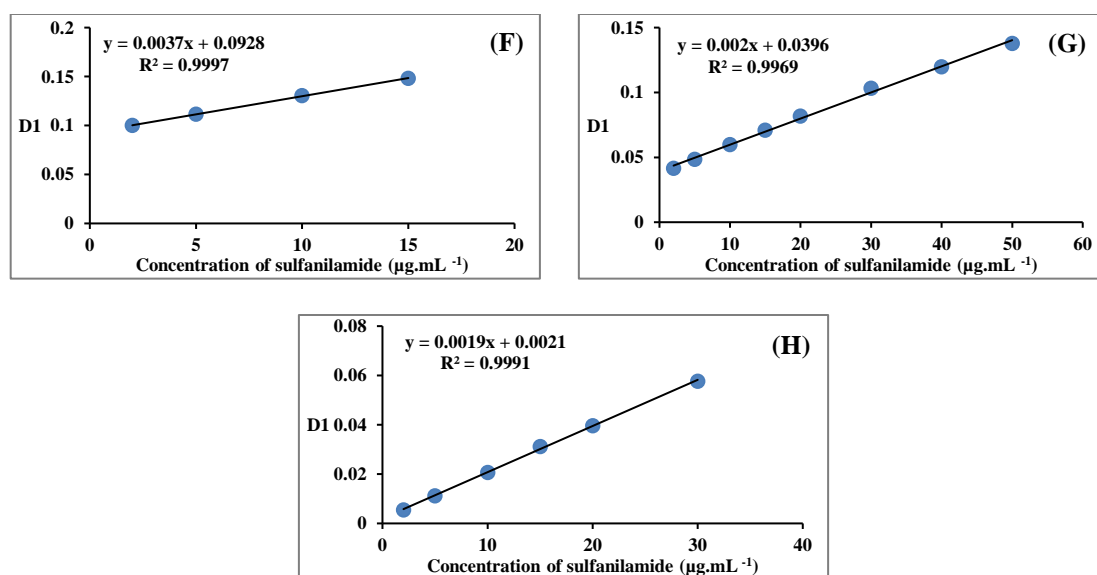 (F)
y = 0.0037x + 0.0928
R² = 0.9997
0.2
0.15
0.1
0.05
0
D1
0 5 10 15 20
Concentration of sulfanilamide (µg.mL ⁻¹)
(G)
y = 0.002x + 0.0396
R² = 0.9969
0.15
0.1
0.05
0
D1
0 10 20 30 40 50 60
Concentration of sulfanilamide (µg.mL ⁻¹)
(H)
y = 0.0019x + 0.0021
R² = 0.9991
0.08
0.06
D1 0.04
0.02
0
0 10 20 30 40
Concentration of sulfanilamide (µg.mL ⁻¹)